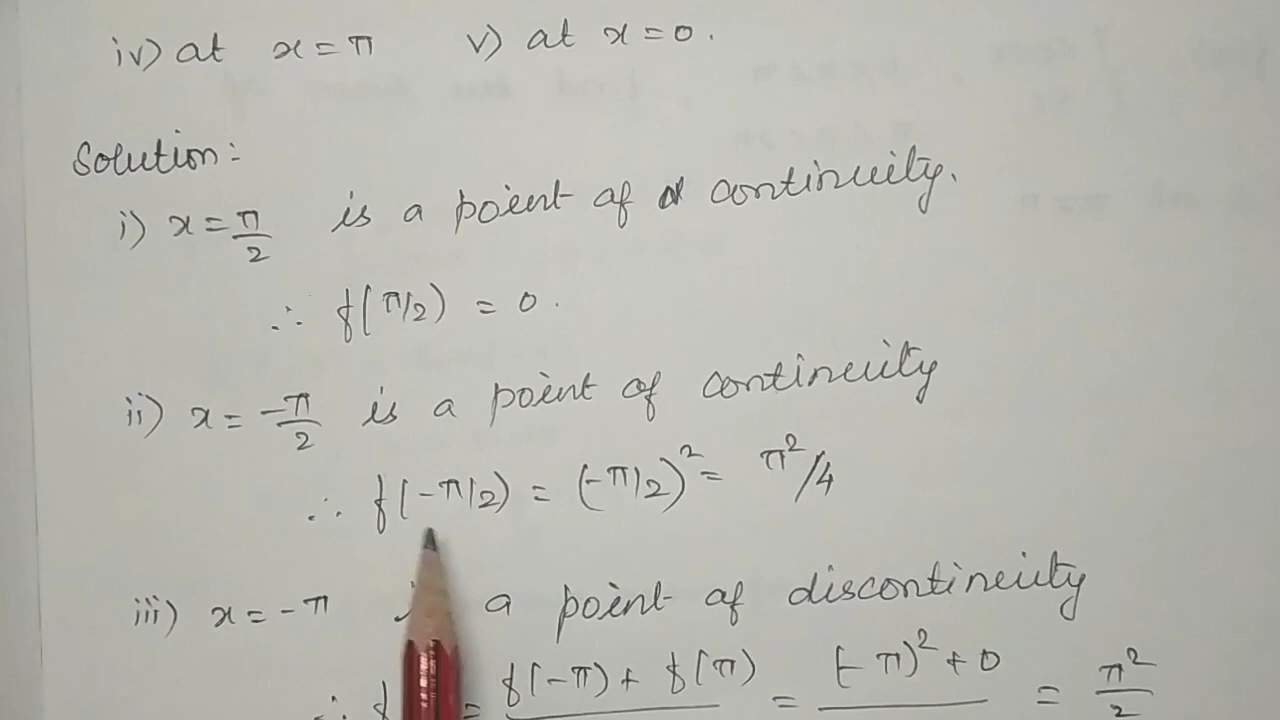 iv) at x = π v) at x = 0.
Solution:
i) x = π/2 is a point of continuity.
∴ f(π/2) = 0.
ii) x = -π/2 is a point of continuity
∴ f(-π/2) = (-π/2)² = π²/4
iii) x = -π a point of discontinuity
∴ f = f(-π) + f(π) = (-π)² + 0 = π²/2